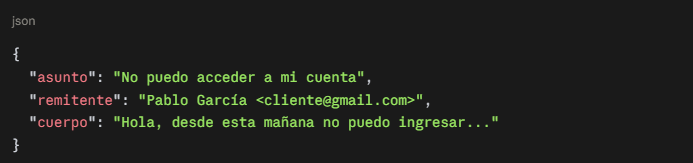 json
{
"asunto": "No puedo acceder a mi cuenta",
"remitente": "Pablo García <cliente@gmail.com>",
"cuerpo": "Hola, desde esta mañana no puedo ingresar..."
}